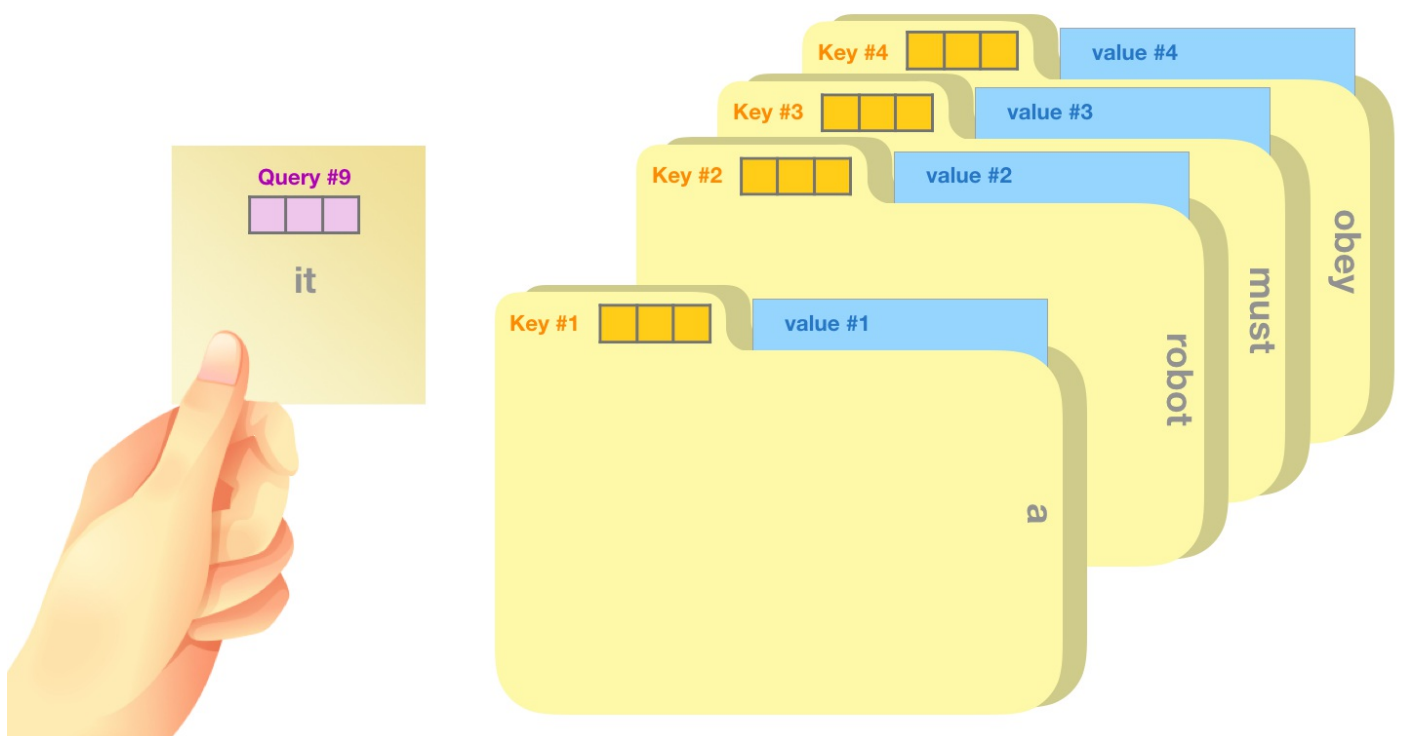 Query #9
it
Key #4
value #4
obey
Key #3
value #3
must
Key #2
value #2
robot
Key #1
value #1
a